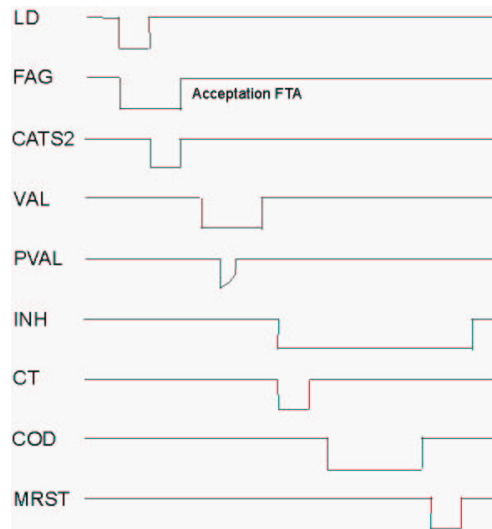 LD
FAG
Acceptation FTA
CATS2
VAL
PVAL
INH
CT
COD
MRST